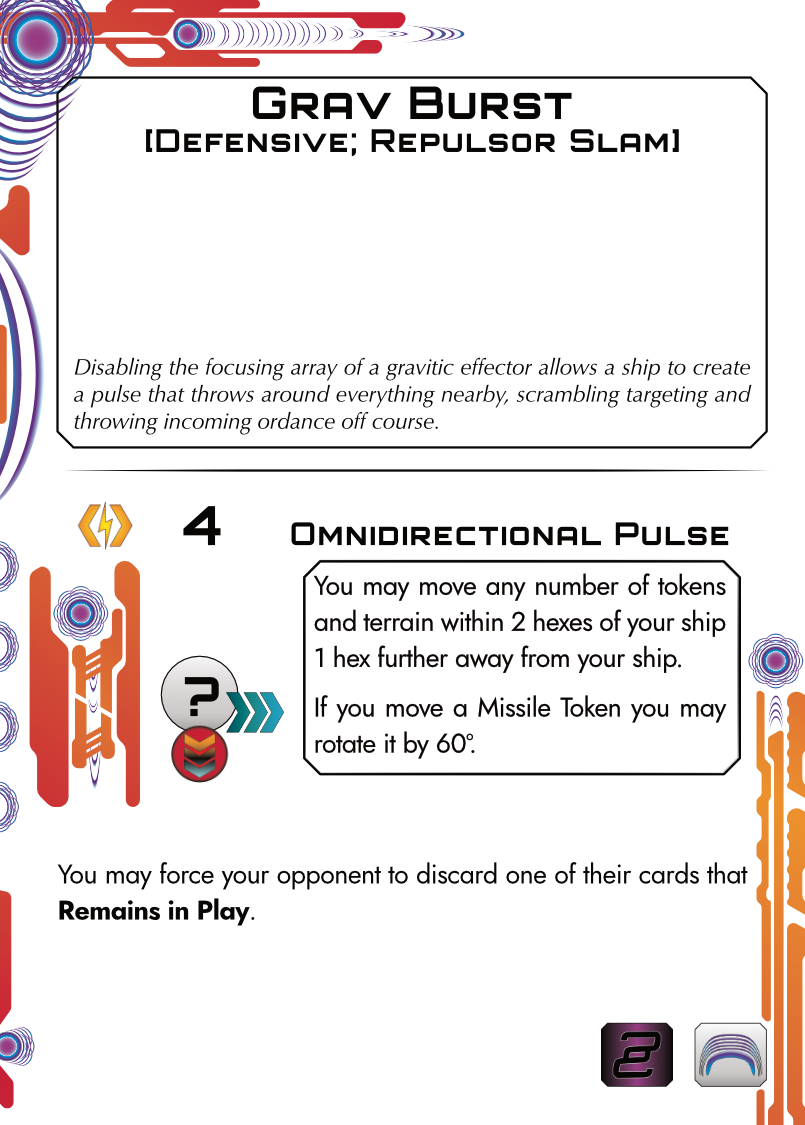 Grav Burst
[Defensive; Repulsor Slam]
Disabling the focusing array of a gravitic effector allows a ship to create
a pulse that throws around everything nearby, scrambling targeting and
throwing incoming ordance off course.
4 Omnidirectional Pulse
You may move any number of tokens
and terrain within 2 hexes of your ship
1 hex further away from your ship.
?
If you move a Missile Token you may
rotate it by 60°.
You may force your opponent to discard one of their cards that
Remains in Play.
2